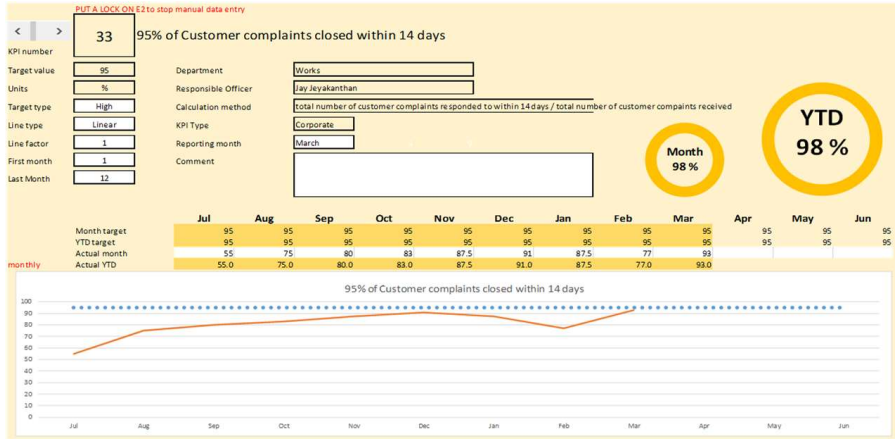 PUT A LOCK ON E2 to stop manual data entry
< >
33 95% of Customer complaints closed within 14 days
KPI number
Target value 95 Department Works
Units % Responsible Officer Jay Jeyakanthan
Target type High Calculation method total number of customer complaints responded to within 14 days / total number of customer compaints received
Line type Linear KPI Type Corporate
Line factor 1 Reporting month March
First month 1 Comment
Last Month 12
Month
98 %
YTD
98 %
Jul Aug Sep Oct Nov Dec Jan Feb Mar Apr May Jun
Month target 95 95 95 95 95 95 95 95 95 95 95 95
YTD target 95 95 95 95 95 95 95 95 95 95 95 95
Actual month 55 75 80 83 87.5 91 87.5 77 93
monthly Actual YTD 55.0 75.0 80.0 83.0 87.5 91.0 87.5 77.0 93.0
95% of Customer complaints closed within 14 days
100
90
80
70
60
50
40
30
20
10
0
Jul Aug Sep Oct Nov Dec Jan Feb Mar Apr May Jun